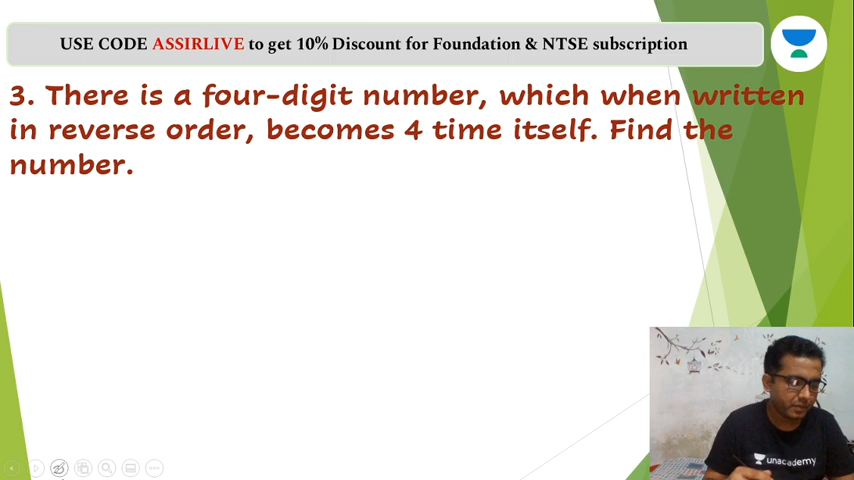 USE CODE ASSIRLIVE to get 10% Discount for Foundation & NTSE subscription
3. There is a four-digit number, which when written
in reverse order, becomes 4 time itself. Find the
number.
unacademy